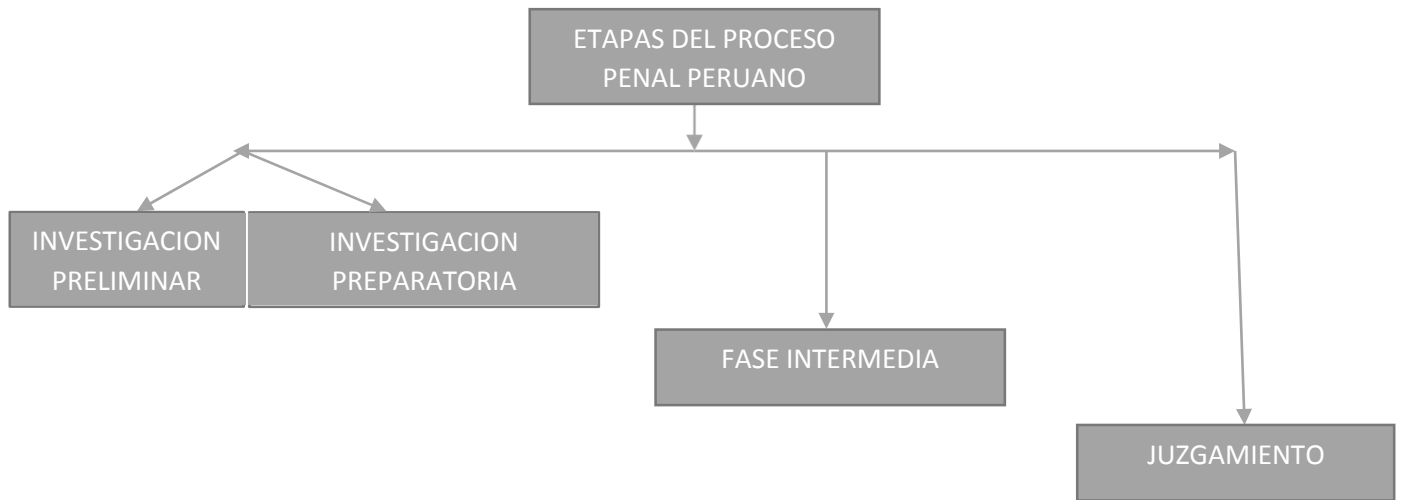 ETAPAS DEL PROCESO
PENAL PERUANO
INVESTIGACION
PRELIMINAR
INVESTIGACION
PREPARATORIA
FASE INTERMEDIA
JUZGAMIENTO